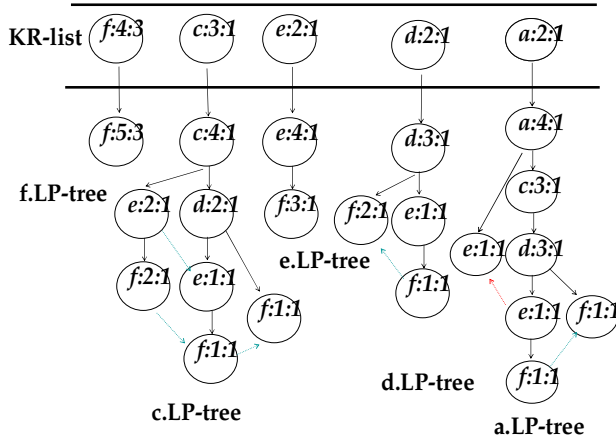 KR-list f:4:3 c:3:1 e:2:1 d:2:1 a:2:1
f:5:3 c:4:1 e:4:1 d:3:1 a:4:1
f.LP-tree e:2:1 d:2:1 f:3:1 f:2:1 e:1:1 c:3:1
e.LP-tree e:1:1 d:3:1
f:2:1 e:1:1 f:1:1 f:1:1 e:1:1 f:1:1
f:1:1 d.LP-tree f:1:1
c.LP-tree a.LP-tree